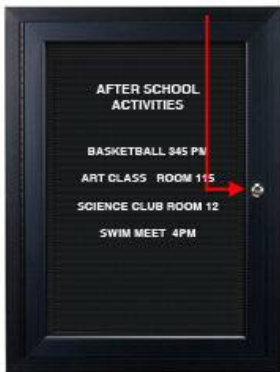 AFTER SCHOOL
ACTIVITIES
BASKETBALL 345 PM
ART CLASS ROOM 115
SCIENCE CLUB ROOM 12
SWIM MEET 4PM